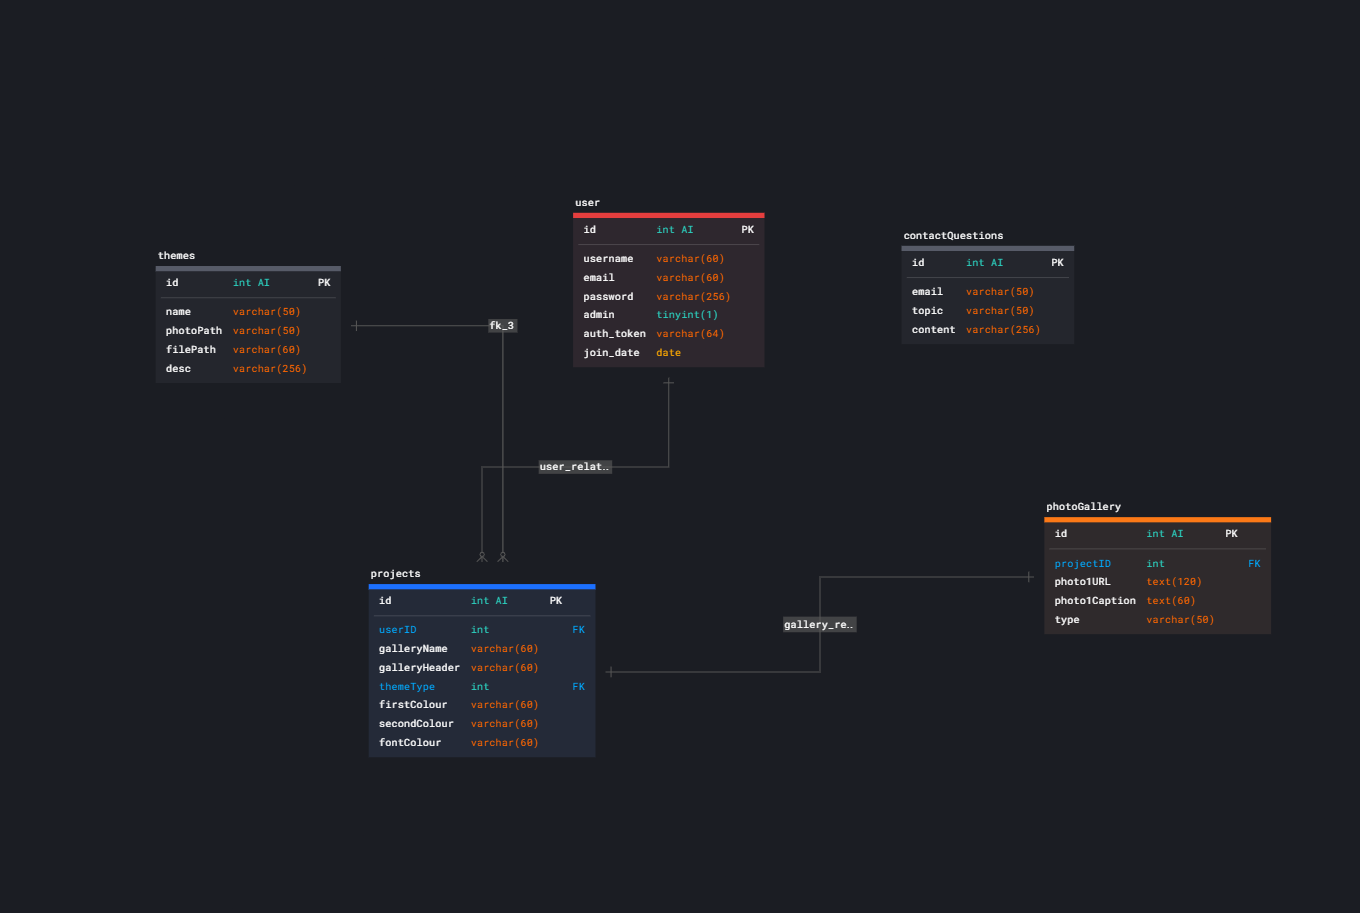 user
id int AI PK
username varchar(60)
email varchar(60)
password varchar(256)
admin tinyint(1)
auth_token varchar(64)
join_date date
contactQuestions
id int AI PK
email varchar(50)
topic varchar(50)
content varchar(256)
themes
id int AI PK
name varchar(50)
photoPath varchar(50)
filePath varchar(60)
desc varchar(256)
fk_3
user_relat..
photoGallery
id int AI PK
projectID int FK
photo1URL text(120)
photo1Caption text(60)
type varchar(50)
projects
id int AI PK
userID int FK
galleryName varchar(60)
galleryHeader varchar(60)
themeType int FK
firstColour varchar(60)
secondColour varchar(60)
fontColour varchar(60)
gallery_re..